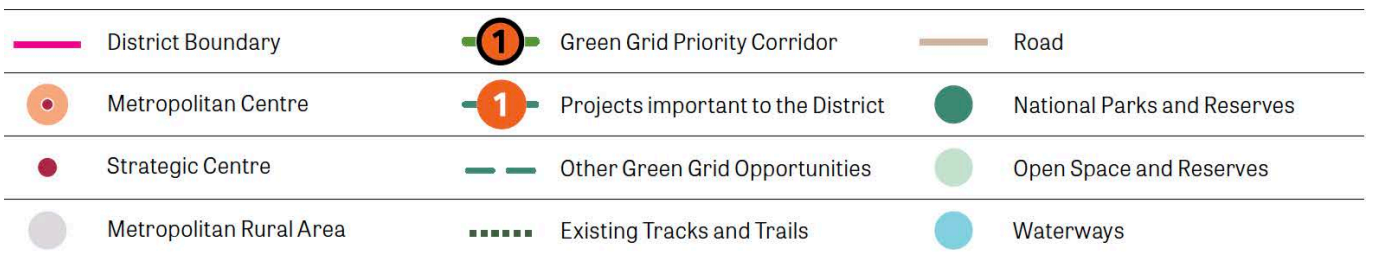 District Boundary
1 Green Grid Priority Corridor
Road
Metropolitan Centre
1 Projects important to the District
National Parks and Reserves
Strategic Centre
Other Green Grid Opportunities
Open Space and Reserves
Metropolitan Rural Area
Existing Tracks and Trails
Waterways